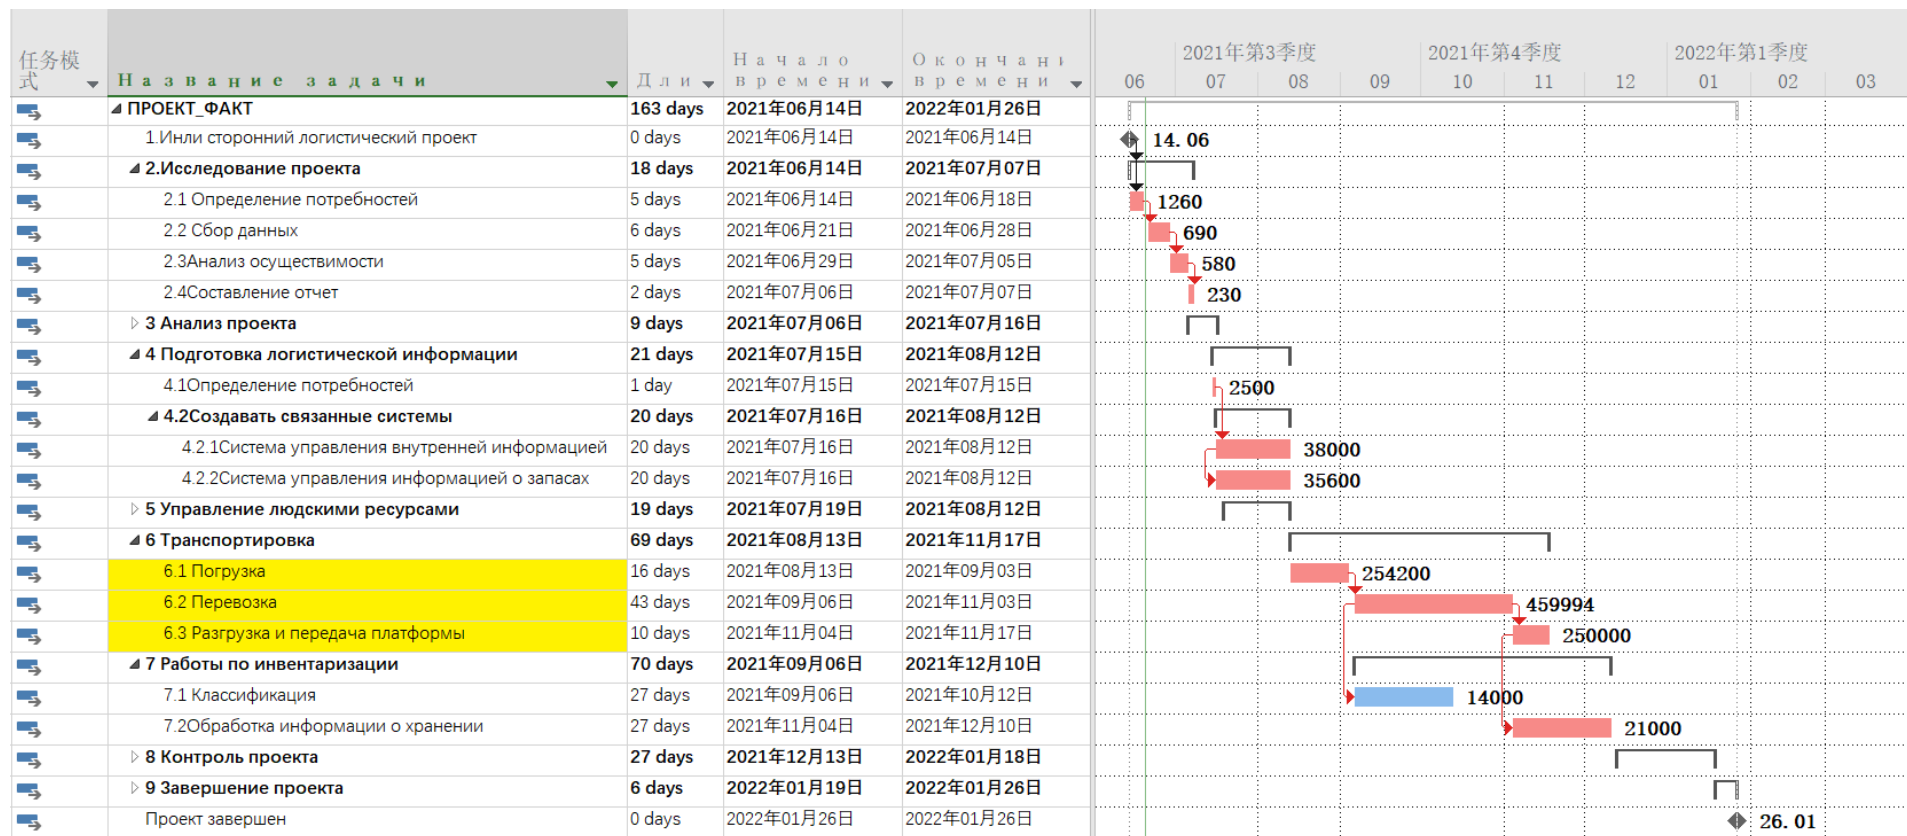 2021年第3季度 2021年第4季度 2022年第1季度
任务模式 Название задачи Дли Начало времени Окончани времени 06 07 08 09 10 11 12 01 02 03
ПРОЕКТ_ФАКТ 163 days 2021年06月14日 2022年01月26日
1.Инли сторонний логистический проект 0 days 2021年06月14日 2021年06月14日 14.06
2.Исследование проекта 18 days 2021年06月14日 2021年07月07日
2.1 Определение потребностей 5 days 2021年06月14日 2021年06月18日 1260
2.2 Сбор данных 6 days 2021年06月21日 2021年06月28日 690
2.3Анализ осуществимости 5 days 2021年06月29日 2021年07月05日 580
2.4Составление отчет 2 days 2021年07月06日 2021年07月07日 230
3 Анализ проекта 9 days 2021年07月06日 2021年07月16日
4 Подготовка логистической информации 21 days 2021年07月15日 2021年08月12日
4.1Определение потребностей 1 day 2021年07月15日 2021年07月15日 2500
4.2Создавать связанные системы 20 days 2021年07月16日 2021年08月12日
4.2.1Система управления внутренней информацией 20 days 2021年07月16日 2021年08月12日 38000
4.2.2Система управления информацией о запасах 20 days 2021年07月16日 2021年08月12日 35600
5 Управление людскими ресурсами 19 days 2021年07月19日 2021年08月12日
6 Транспортировка 69 days 2021年08月13日 2021年11月17日
6.1 Погрузка 16 days 2021年08月13日 2021年09月03日 254200
6.2 Перевозка 43 days 2021年09月06日 2021年11月03日 459994
6.3 Разгрузка и передача платформы 10 days 2021年11月04日 2021年11月17日 250000
7 Работы по инвентаризации 70 days 2021年09月06日 2021年12月10日
7.1 Классификация 27 days 2021年09月06日 2021年10月12日 14000
7.2Обработка информации о хранении 27 days 2021年11月04日 2021年12月10日 21000
8 Контроль проекта 27 days 2021年12月13日 2022年01月18日
9 Завершение проекта 6 days 2022年01月19日 2022年01月26日
Проект завершен 0 days 2022年01月26日 2022年01月26日 26.01